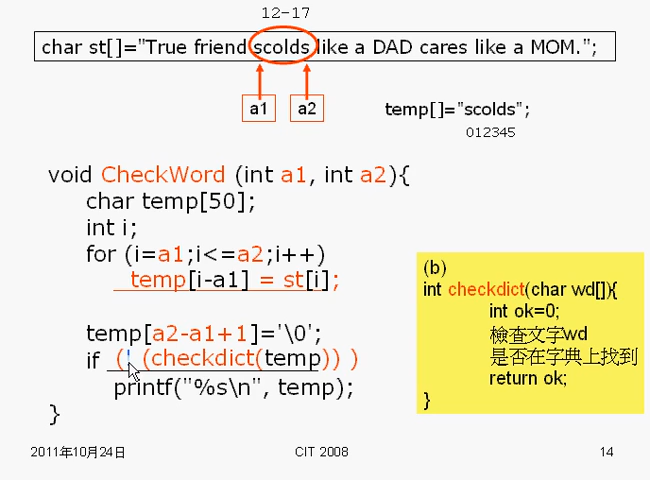 12-17
char st[]="True friend scolds like a DAD cares like a MOM.";
a1
a2
temp[]="scolds";
012345
void CheckWord (int a1, int a2){
char temp[50];
int i;
for (i=a1;i<=a2;i++)
temp[i-a1] = st[i];
temp[a2-a1+1]='\0';
if (! (checkdict(temp)) )
printf("%s\n", temp);
}
(b)
int checkdict(char wd[]){
int ok=0;
檢查文字wd
是否在字典上找到
return ok;
}
2011年10月24日
CIT 2008
14